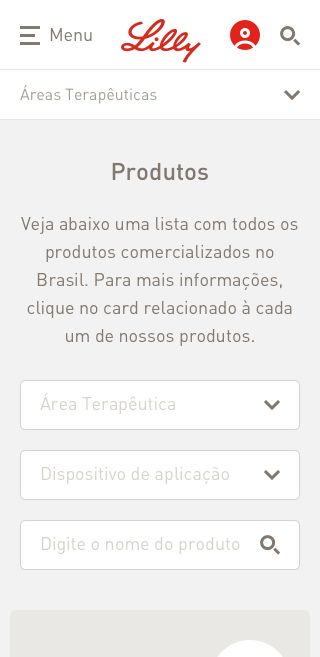 Menu
Lilly
Áreas Terapêuticas
Produtos
Veja abaixo uma lista com todos os
produtos comercializados no
Brasil. Para mais informações,
clique no card relacionado à cada
um de nossos produtos.
Área Terapêutica
Dispositivo de aplicação
Digite o nome do produto